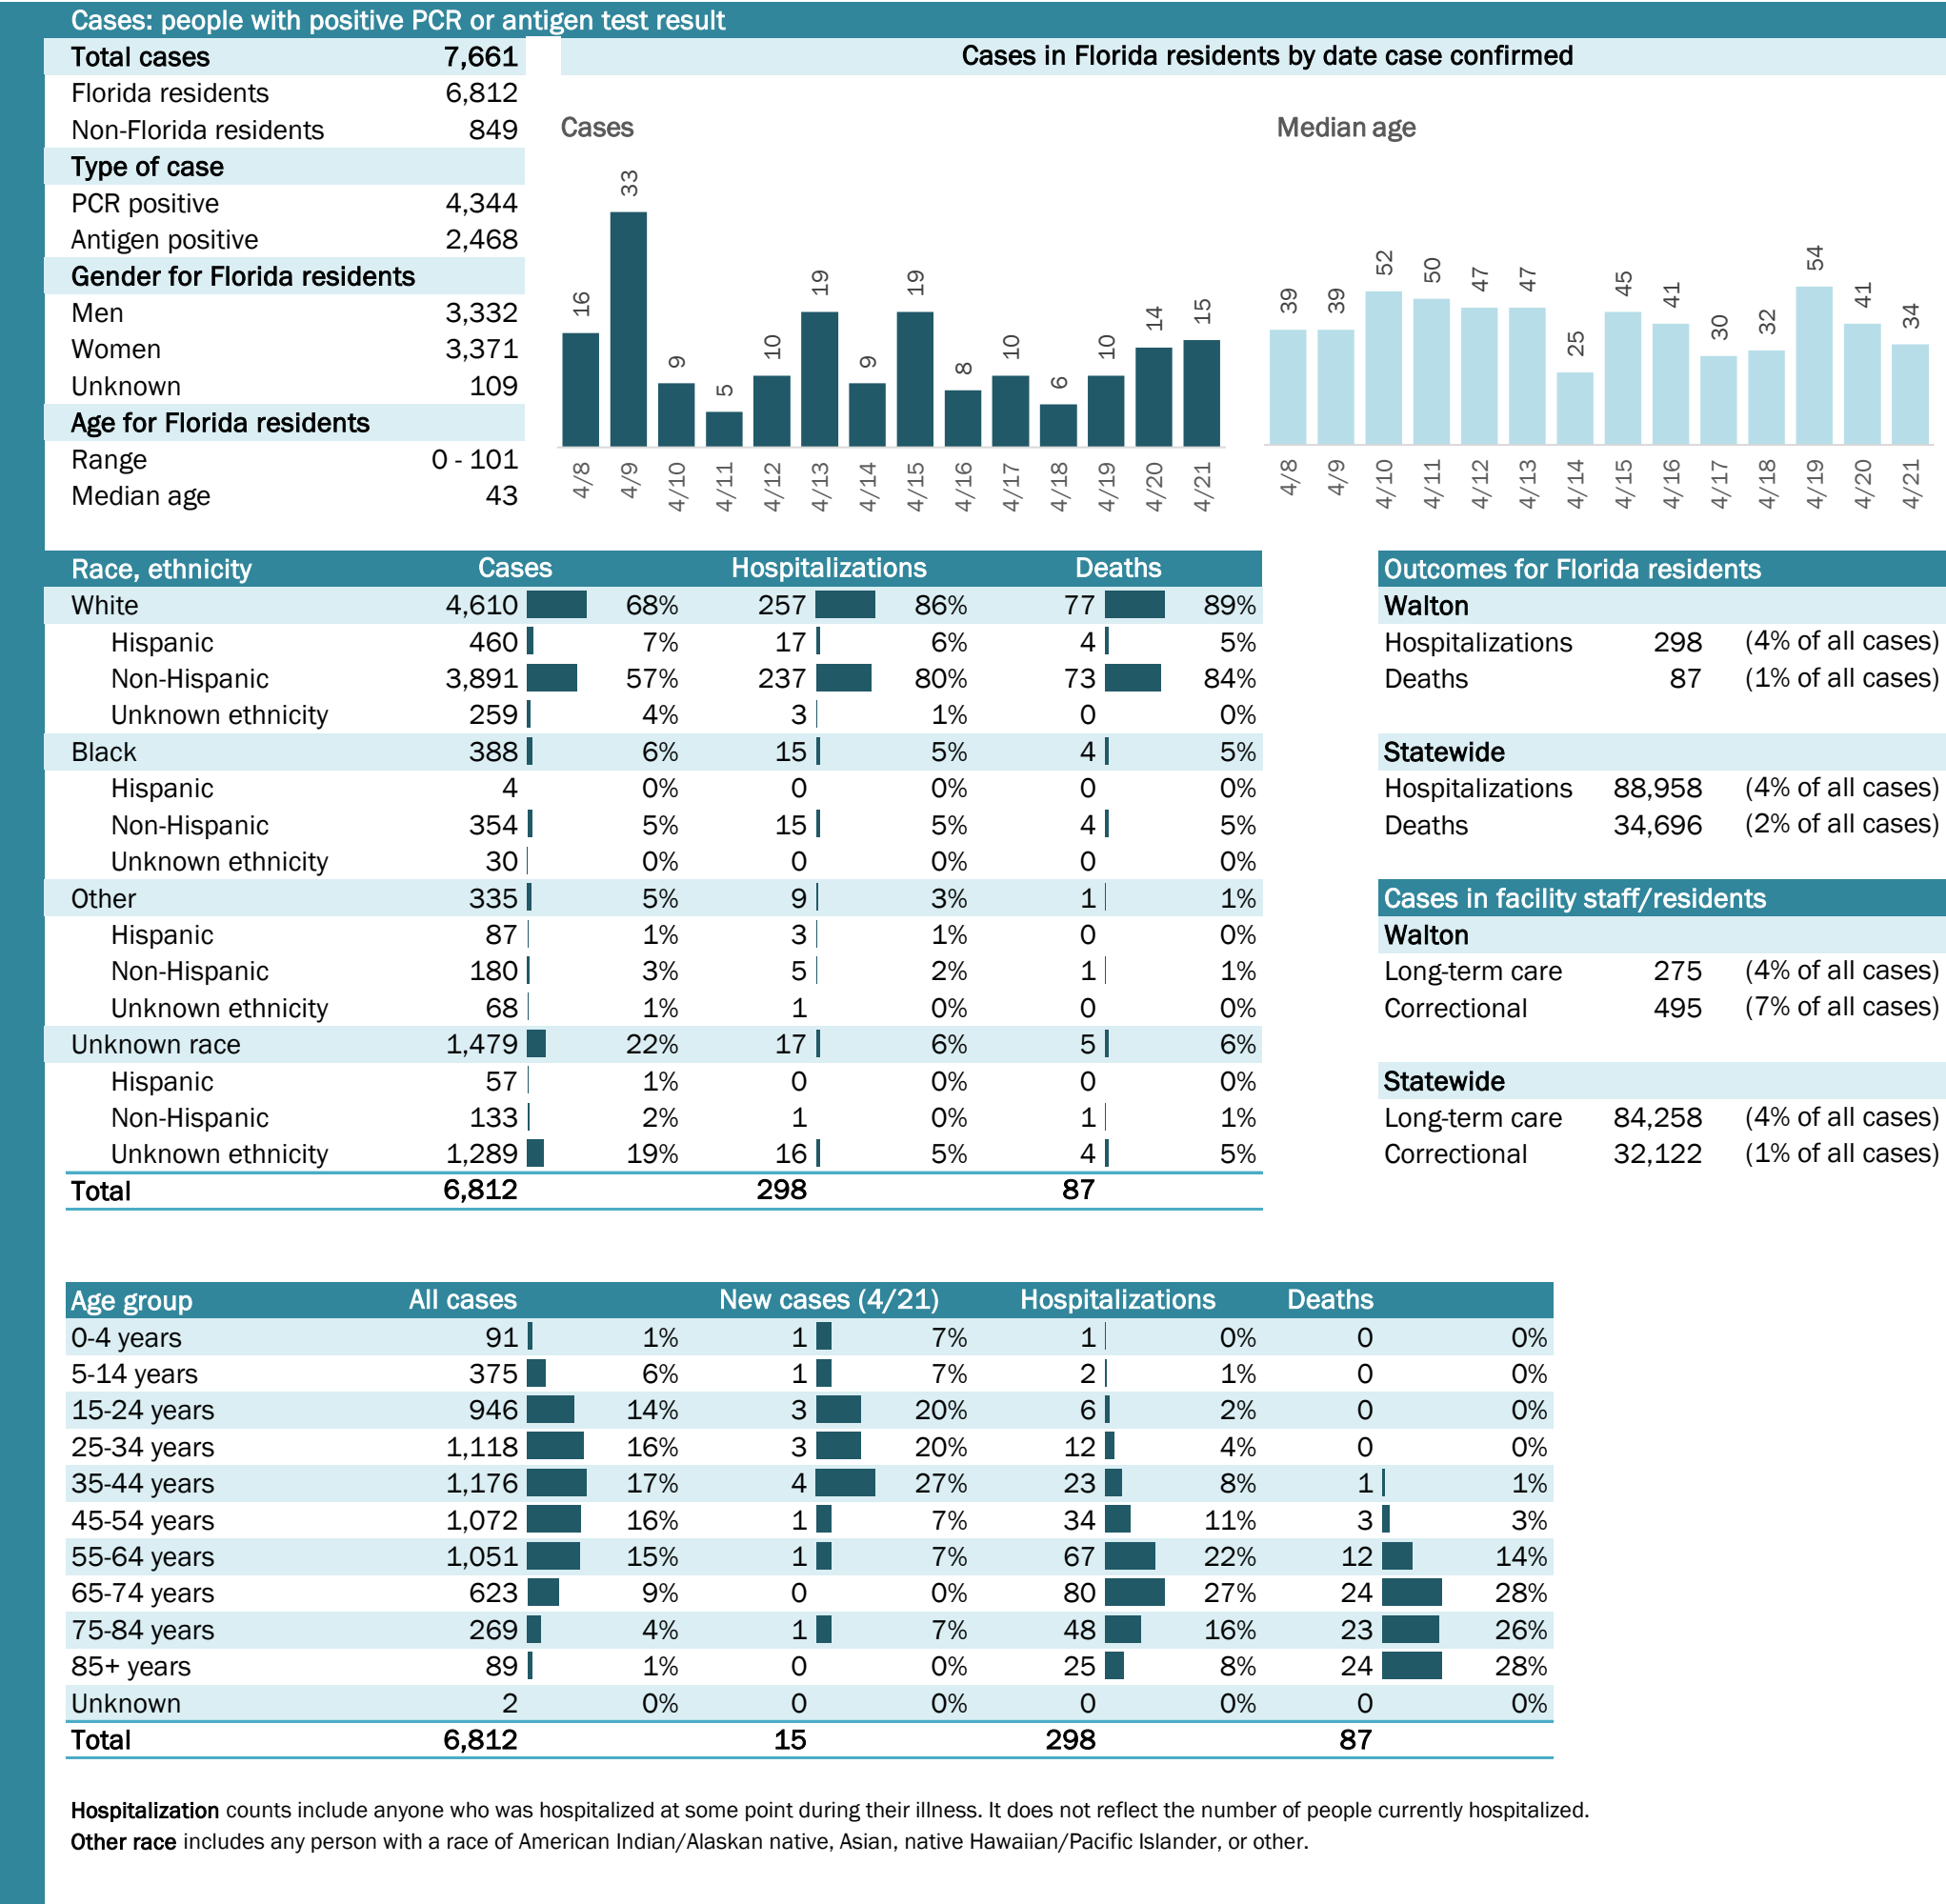 Cases: people with positive PCR or antigen test result
Total cases 7,661
Florida residents 6,812
Non-Florida residents 849
Type of case
PCR positive 4,344
Antigen positive 2,468
Gender for Florida residents
Men 3,332
Women 3,371
Unknown 109
Age for Florida residents
Range 0 - 101
Median age 43
Cases in Florida residents by date case confirmed
Cases
16 33 9 5 10 19 9 19 8 10 6 10 14 15
4/8 4/9 4/10 4/11 4/12 4/13 4/14 4/15 4/16 4/17 4/18 4/19 4/20 4/21
Median age
39 39 52 50 47 47 25 45 41 30 32 54 41 34
4/8 4/9 4/10 4/11 4/12 4/13 4/14 4/15 4/16 4/17 4/18 4/19 4/20 4/21
Race, ethnicity Cases Hospitalizations Deaths
White 4,610 68% 257 86% 77 89%
Hispanic 460 7% 17 6% 4 5%
Non-Hispanic 3,891 57% 237 80% 73 84%
Unknown ethnicity 259 4% 3 1% 0 0%
Black 388 6% 15 5% 4 5%
Hispanic 4 0% 0 0% 0 0%
Non-Hispanic 354 5% 15 5% 4 5%
Unknown ethnicity 30 0% 0 0% 0 0%
Other 335 5% 9 3% 1 1%
Hispanic 87 1% 3 1% 0 0%
Non-Hispanic 180 3% 5 2% 1 1%
Unknown ethnicity 68 1% 1 0% 0 0%
Unknown race 1,479 22% 17 6% 5 6%
Hispanic 57 1% 0 0% 0 0%
Non-Hispanic 133 2% 1 0% 1 1%
Unknown ethnicity 1,289 19% 16 5% 4 5%
Total 6,812 298 87
Outcomes for Florida residents
Walton
Hospitalizations 298 (4% of all cases)
Deaths 87 (1% of all cases)
Statewide
Hospitalizations 88,958 (4% of all cases)
Deaths 34,696 (2% of all cases)
Cases in facility staff/residents
Walton
Long-term care 275 (4% of all cases)
Correctional 495 (7% of all cases)
Statewide
Long-term care 84,258 (4% of all cases)
Correctional 32,122 (1% of all cases)
Age group All cases New cases (4/21) Hospitalizations Deaths
0-4 years 91 1% 1 7% 1 0% 0 0%
5-14 years 375 6% 1 7% 2 1% 0 0%
15-24 years 946 14% 3 20% 6 2% 0 0%
25-34 years 1,118 16% 3 20% 12 4% 0 0%
35-44 years 1,176 17% 4 27% 23 8% 1 1%
45-54 years 1,072 16% 1 7% 34 11% 3 3%
55-64 years 1,051 15% 1 7% 67 22% 12 14%
65-74 years 623 9% 0 0% 80 27% 24 28%
75-84 years 269 4% 1 7% 48 16% 23 26%
85+ years 89 1% 0 0% 25 8% 24 28%
Unknown 2 0% 0 0% 0 0% 0 0%
Total 6,812 15 298 87
Hospitalization counts include anyone who was hospitalized at some point during their illness. It does not reflect the number of people currently hospitalized.
Other race includes any person with a race of American Indian/Alaskan native, Asian, native Hawaiian/Pacific Islander, or other.